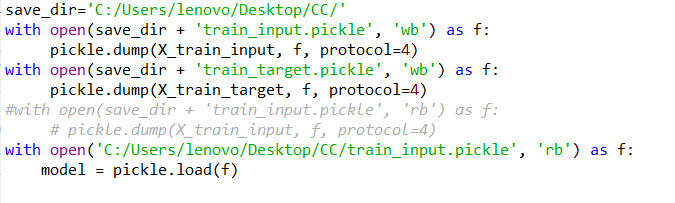 save_dir='C:/Users/lenovo/Desktop/CC/'
with open(save_dir + 'train_input.pickle', 'wb') as f:
     pickle.dump(X_train_input, f, protocol=4)
with open(save_dir + 'train_target.pickle', 'wb') as f:
     pickle.dump(X_train_target, f, protocol=4)
#with open(save_dir + 'train_input.pickle', 'rb') as f:
     # pickle.dump(X_train_input, f, protocol=4)
with open('C:/Users/lenovo/Desktop/CC/train_input.pickle', 'rb') as f:
    model = pickle.load(f)